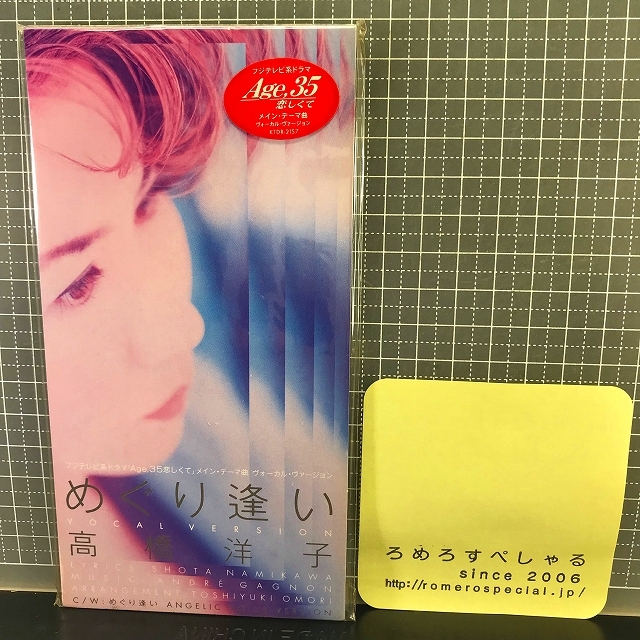 フジテレビ系ドラマ
Age,35
恋しくて
メイン・テーマ曲
ヴォーカル・ヴァージョン
KTDR-2157
フジテレビ系ドラマ「Age,35恋しくて」メイン・テーマ曲 ヴォーカル・ヴァージョン
めぐり逢い
VOCAL VERSION
高橋洋子
LYRICS SHOTA NAMIKAWA
MUSIC ANDRÉ GAGNON
ARRANGEMENT TOSHIYUKI OMORI
C/W:めぐり逢い ANGELIC
ろめろすぺしゃる
since 2006
http://romerospecial.jp/